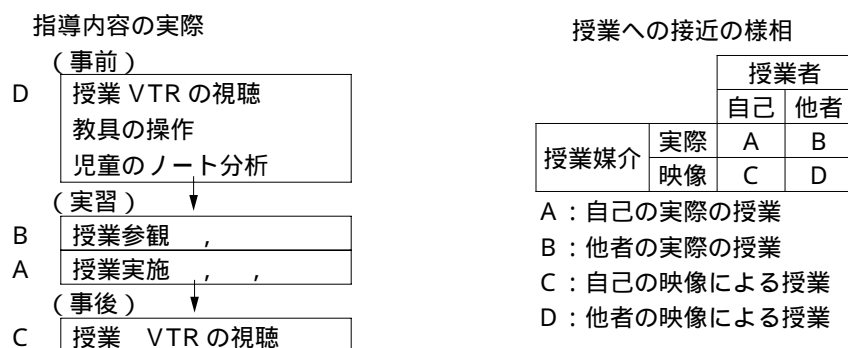 指導内容の実際
(事前)
D 授業 VTR の視聴
教具の操作
児童のノート分析
(実習)
B 授業参観 ,
A 授業実施 , ,
(事後)
C 授業 VTR の視聴
授業への接近の様相
授業者
自己 他者
授業媒介 実際 A B
映像 C D
A:自己の実際の授業
B:他者の実際の授業
C:自己の映像による授業
D:他者の映像による授業